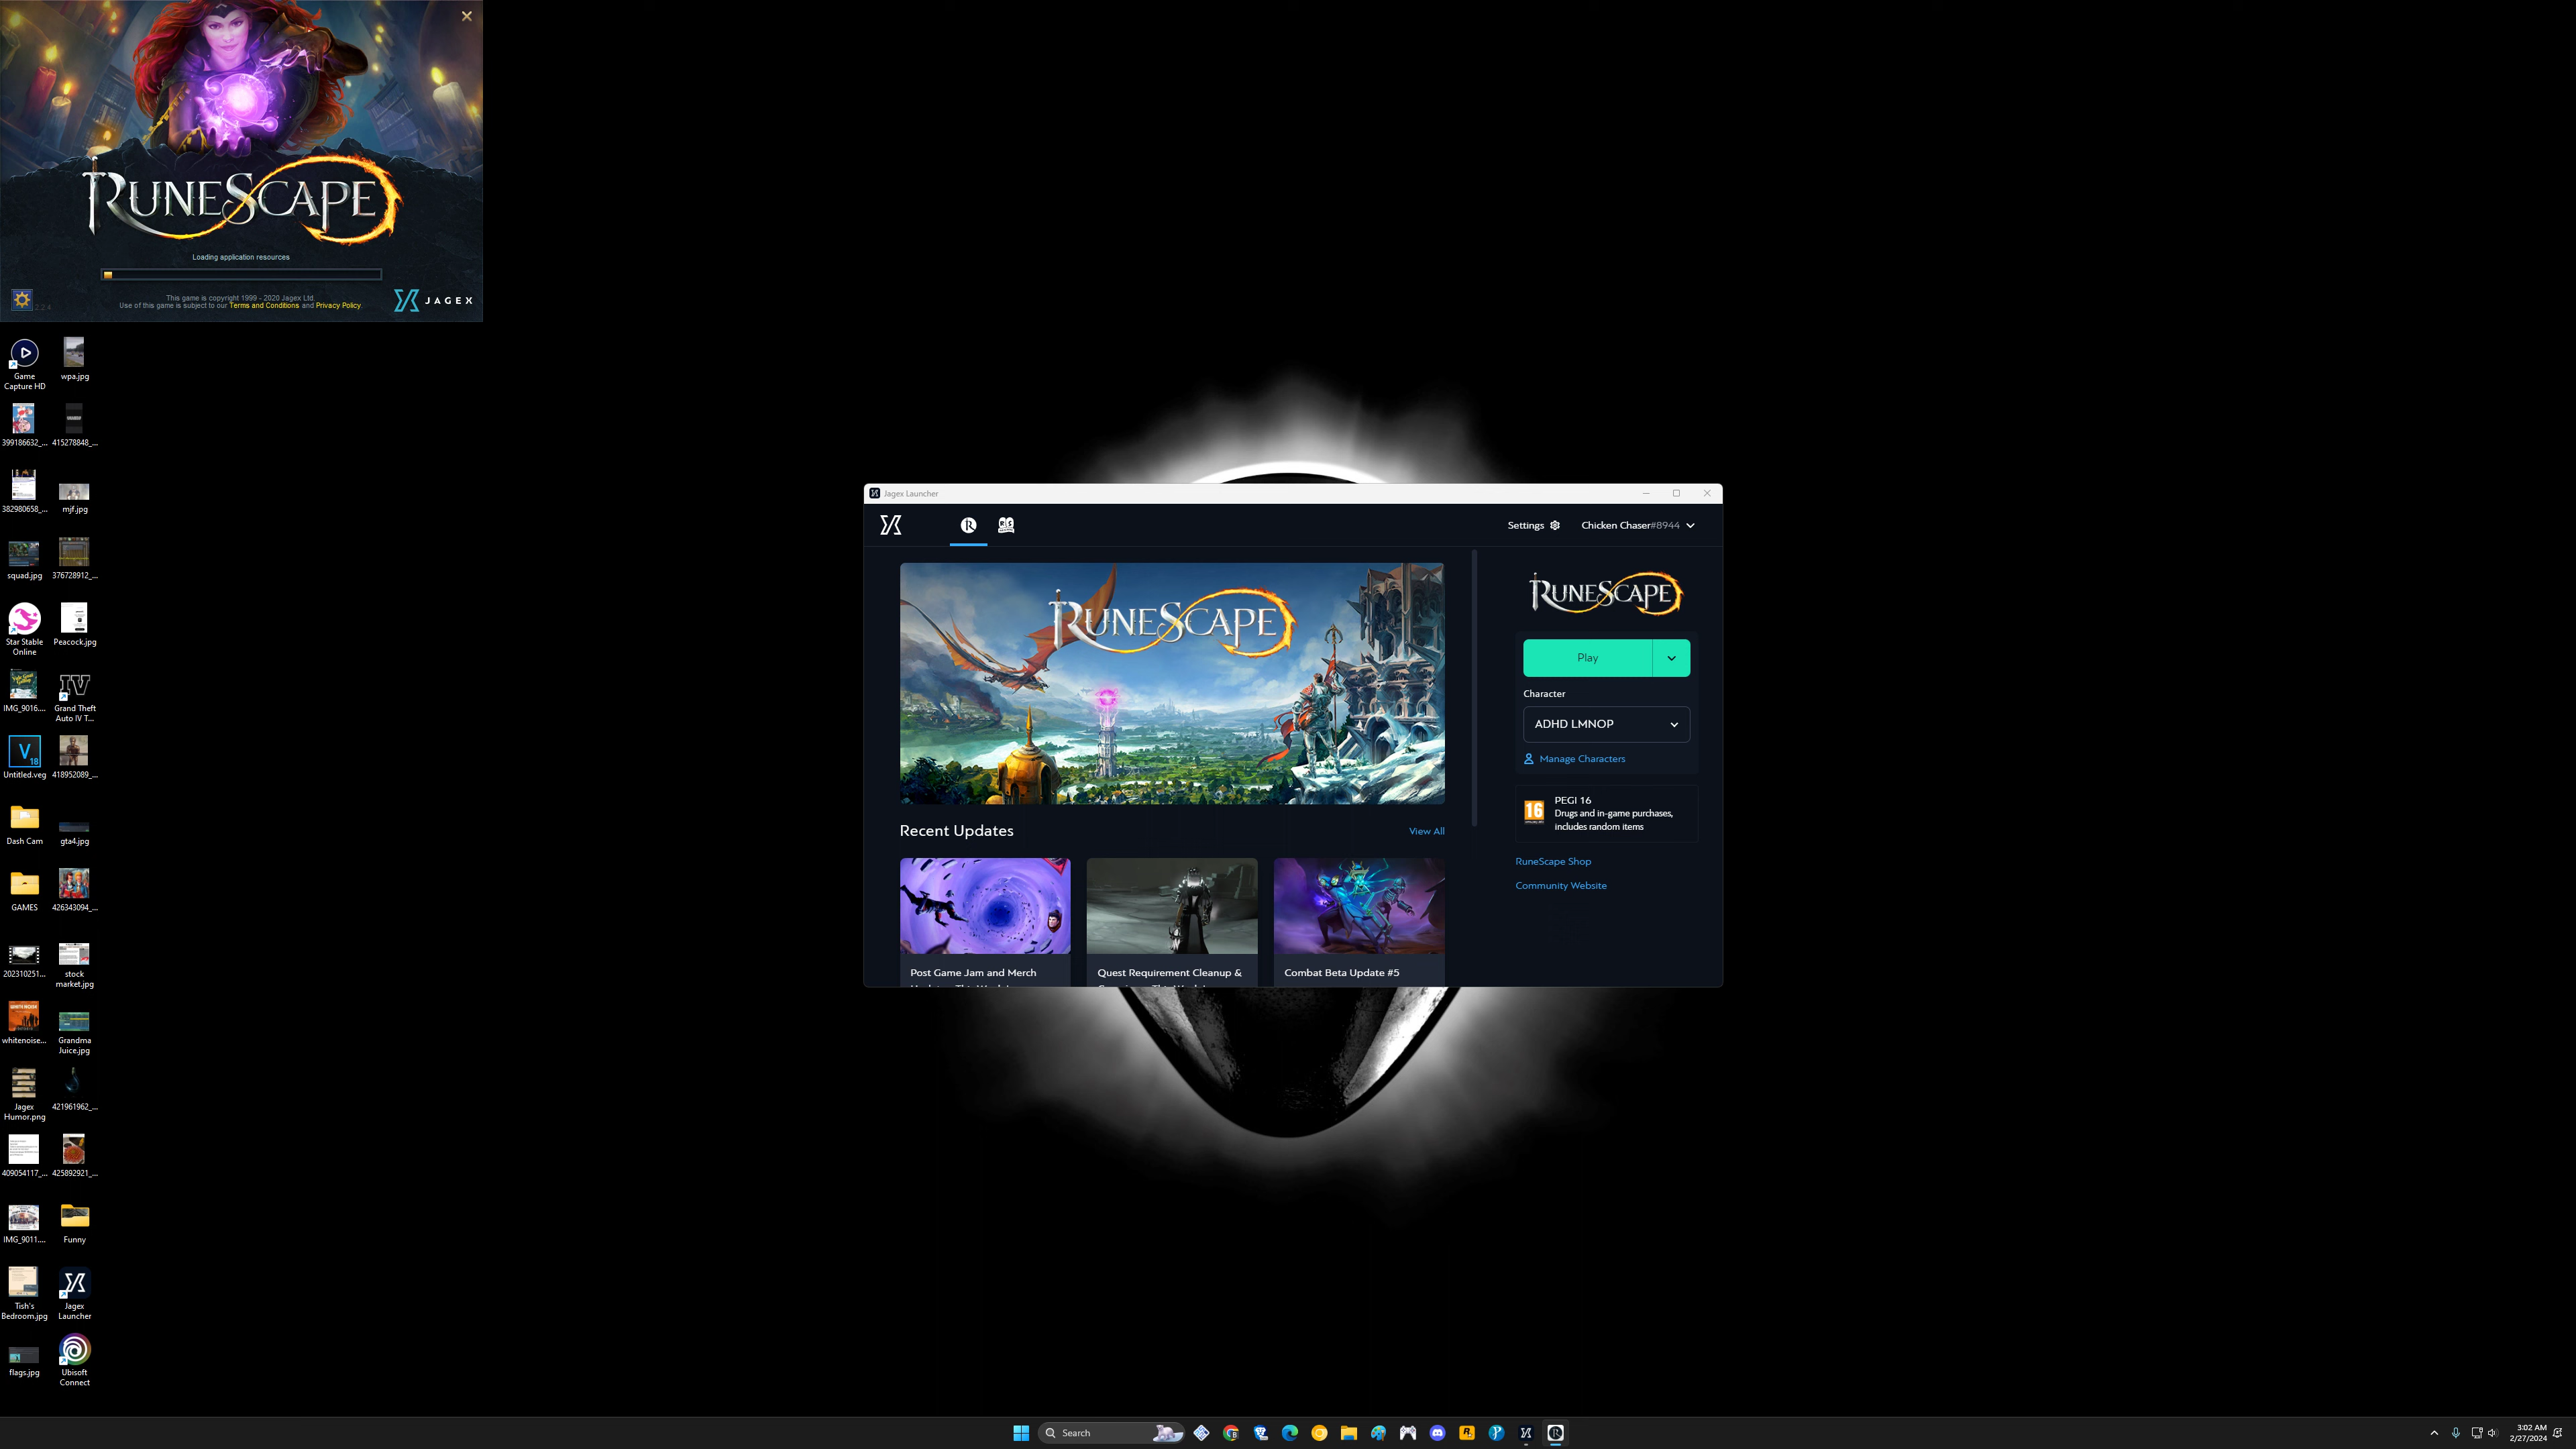 RUNESCAPE
Loading application resources
This game is copyright 1999 - 2020 Jagex Ltd.
Use of this game is subject to our Terms and Conditions and Privacy Policy.
2.2.4
JAGEX
Game
Capture HD
wpa.jpg
399186632_...
415278848_...
382980658_...
mjf.jpg
squad.jpg
376728912_...
Star Stable
Online
Peacock.jpg
IMG_9016....
Grand Theft
Auto IV T...
IV
V
18
Untitled.veg
418952089_...
Dash Cam
gta4.jpg
GAMES
426343094_...
202310251...
stock
market.jpg
whitenoise...
Grandma
Juice.jpg
Jagex
Humor.png
421961962_...
409054117_...
425892921_...
IMG_9011....
Funny
Tish's
Bedroom.jpg
Jagex
Launcher
flags.jpg
Ubisoft
Connect
Jagex Launcher
Settings
Chicken Chaser#8944
RUNESCAPE
RUNESCAPE
Play
Character
ADHD LMNOP
Manage Characters
16
PEGI 16
Drugs and in-game purchases,
includes random items
RuneScape Shop
Community Website
Recent Updates
View All
Post Game Jam and Merch
Quest Requirement Cleanup &
Combat Beta Update #5
Search
3:02 AM
2/27/2024